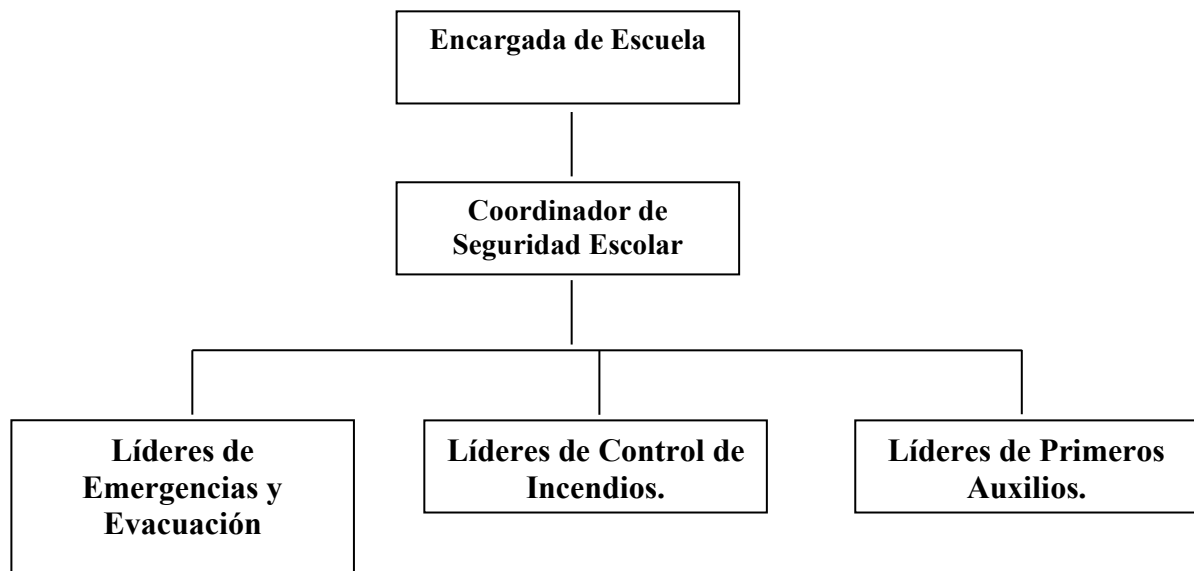 Encargada de Escuela
Coordinador de
Seguridad Escolar
Líderes de
Emergencias y
Evacuación
Líderes de Control de
Incendios.
Líderes de Primeros
Auxilios.